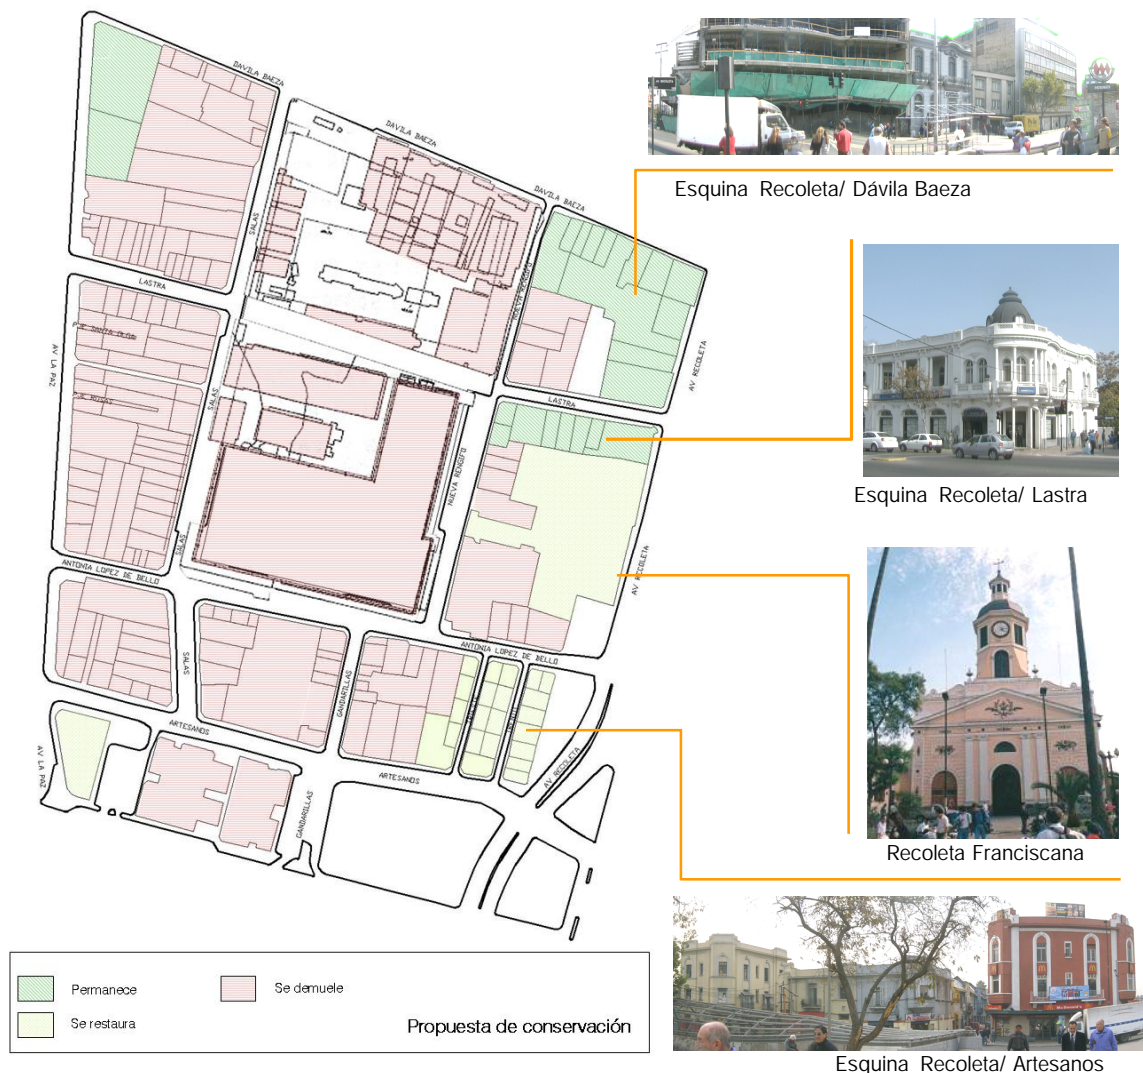 DAVILA BAEZA
DAVILA BAEZA
DAVILA BAEZA
SALAS
NUEVA RENGIFO
LASTRA
AV RECOLETA
AV LA PAZ
SALAS
LASTRA
NUEVA RENGIFO
AV RECOLETA
SALAS
ANTONIA LOPEZ DE BELLO
ANTONIA LOPEZ DE BELLO
SALAS
GANDARILLAS
ARTESANOS
AV LA PAZ
ARTESANOS
AV RECOLETA
GANDARILLAS
Esquina Recoleta/ Dávila Baeza
Esquina Recoleta/ Lastra
Recoleta Franciscana
McDonald's
Esquina Recoleta/ Artesanos
Permanece
Se demuele
Se restaura
Propuesta de conservación